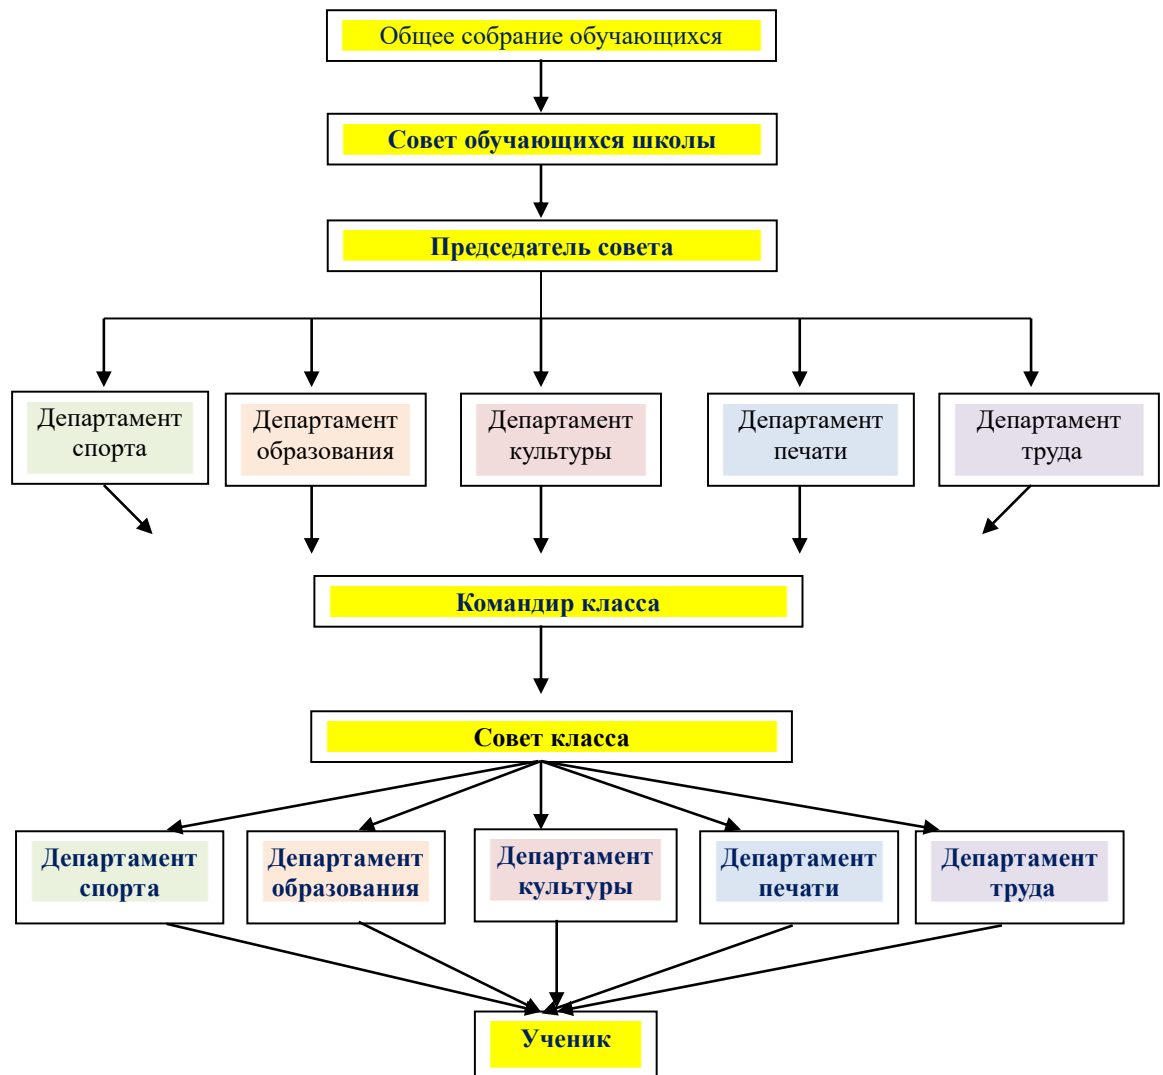 Общее собрание обучающихся
Совет обучающихся школы
Председатель совета
Департамент
спорта
Департамент
образования
Департамент
культуры
Департамент
печати
Департамент
труда
Командир класса
Совет класса
Департамент
спорта
Департамент
образования
Департамент
культуры
Департамент
печати
Департамент
труда
Ученик